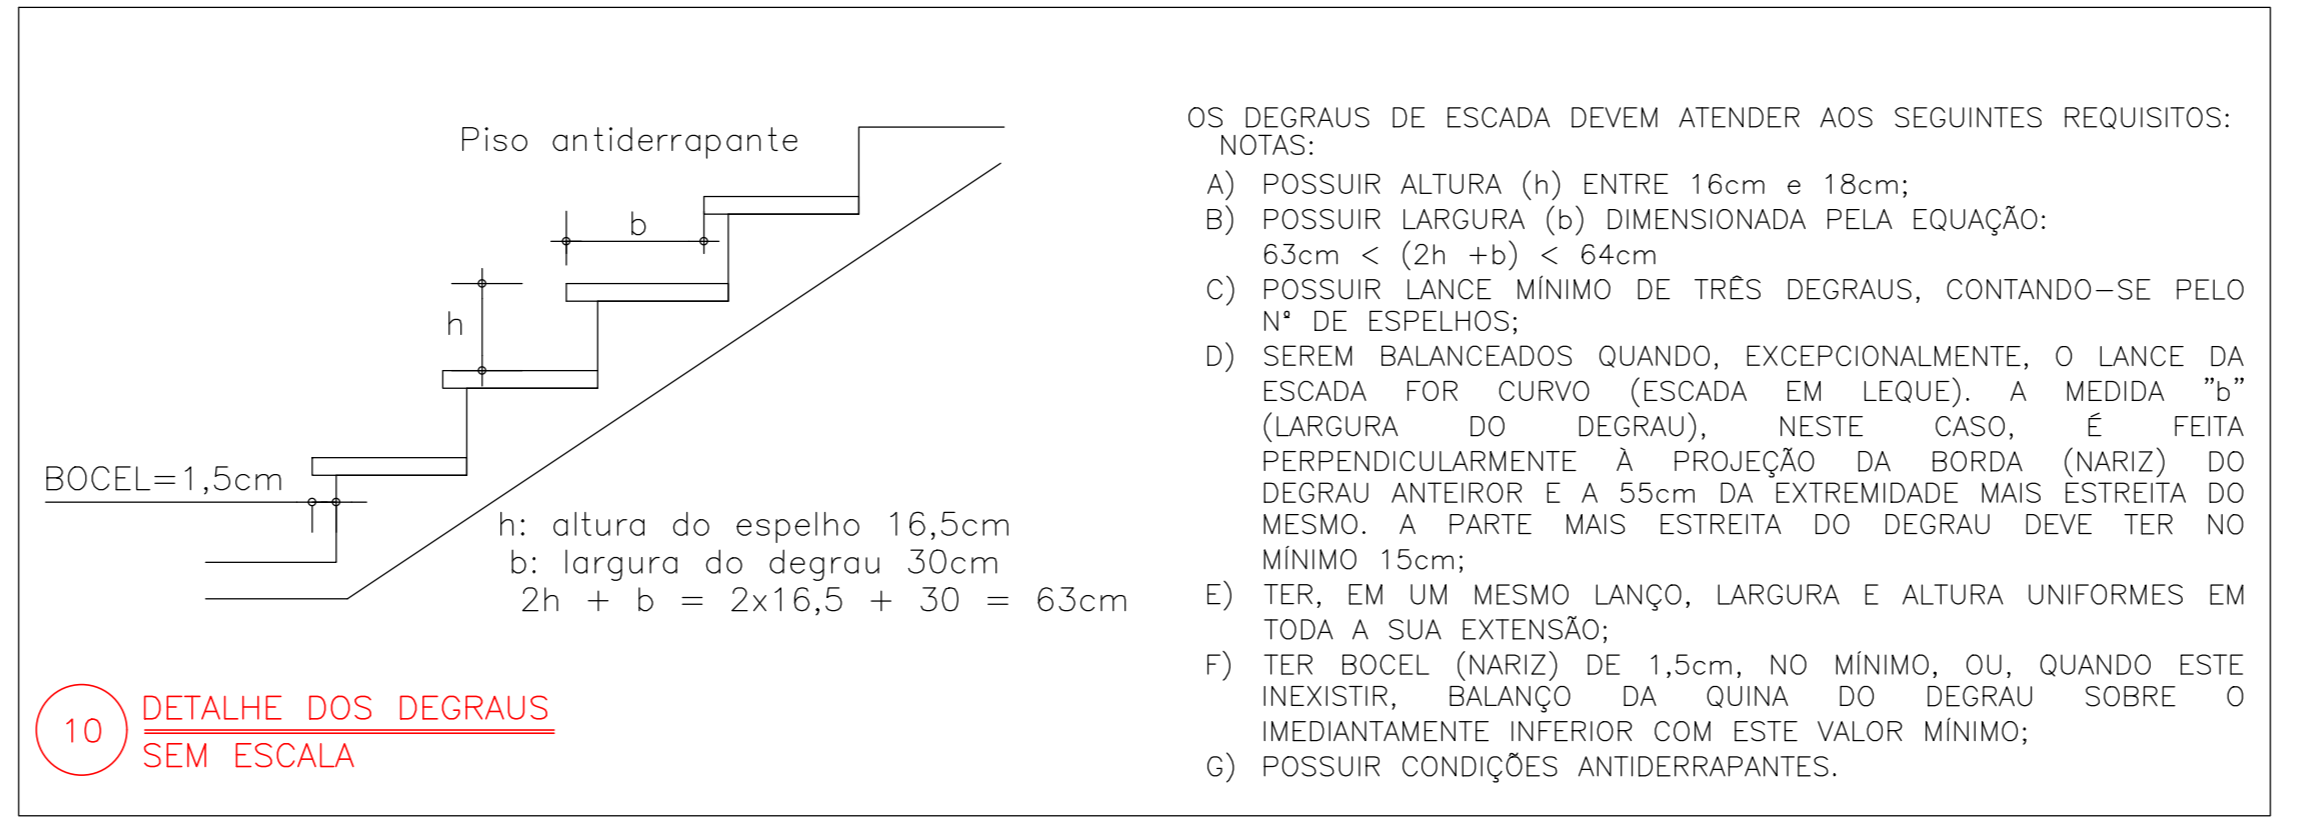 Piso antiderrapante
b
h
BOCEL=1,5cm
h: altura do espelho 16,5cm
b: largura do degrau 30cm
2h + b = 2x16,5 + 30 = 63cm
10
DETALHE DOS DEGRAUS
SEM ESCALA
OS DEGRAUS DE ESCADA DEVEM ATENDER AOS SEGUINTES REQUISITOS:
NOTAS:
A) POSSUIR ALTURA (h) ENTRE 16cm e 18cm;
B) POSSUIR LARGURA (b) DIMENSIONADA PELA EQUAÇÃO:
63cm < (2h +b) < 64cm
C) POSSUIR LANCE MÍNIMO DE TRÊS DEGRAUS, CONTANDO-SE PELO
Nº DE ESPELHOS;
D) SEREM BALANCEADOS QUANDO, EXCEPCIONALMENTE, O LANCE DA
ESCADA FOR CURVO (ESCADA EM LEQUE). A MEDIDA "b"
(LARGURA DO DEGRAU), NESTE CASO, É FEITA
PERPENDICULARMENTE À PROJEÇÃO DA BORDA (NARIZ) DO
DEGRAU ANTEIROR E A 55cm DA EXTREMIDADE MAIS ESTREITA DO
MESMO. A PARTE MAIS ESTREITA DO DEGRAU DEVE TER NO
MÍNIMO 15cm;
E) TER, EM UM MESMO LANÇO, LARGURA E ALTURA UNIFORMES EM
TODA A SUA EXTENSÃO;
F) TER BOCEL (NARIZ) DE 1,5cm, NO MÍNIMO, OU, QUANDO ESTE
INEXISTIR, BALANÇO DA QUINA DO DEGRAU SOBRE O
IMEDIANTAMENTE INFERIOR COM ESTE VALOR MÍNIMO;
G) POSSUIR CONDIÇÕES ANTIDERRAPANTES.